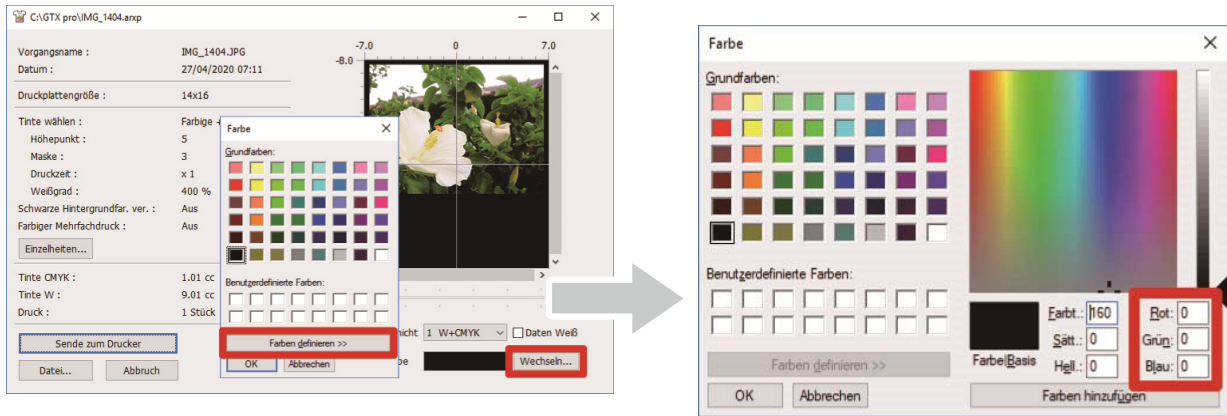 C:\GTX pro\IMG_1404.arxp
Vorgangsname : IMG_1404.JPG
Datum : 27/04/2020 07:11
Druckplattengröße : 14x16
Tinte wählen : Farbige +
Höhepunkt : 5
Maske : 3
Druckzeit : x 1
Weißgrad : 400 %
Schwarze Hintergrundfar. ver. : Aus
Farbiger Mehrfachdruck : Aus
Einzelheiten...
Tinte CMYK : 1.01 cc
Tinte W : 9.01 cc
Druck : 1 Stück
Sende zum Drucker
Datei... Abbruch
-7.0 0 7.0
-8.0
Farbe
Grundfarben:
Benutzerdefinierte Farben:
Farben definieren >>
OK Abbrechen
1 W+CMYK Daten Weiß
Wechseln...
Farbe
Grundfarben:
Benutzerdefinierte Farben:
Farben definieren >>
OK Abbrechen
Farbe|Basis
Farbt.: 160 Rot: 0
Sätt.: 0 Grün: 0
Hell.: 0 Blau: 0
Farben hinzufügen